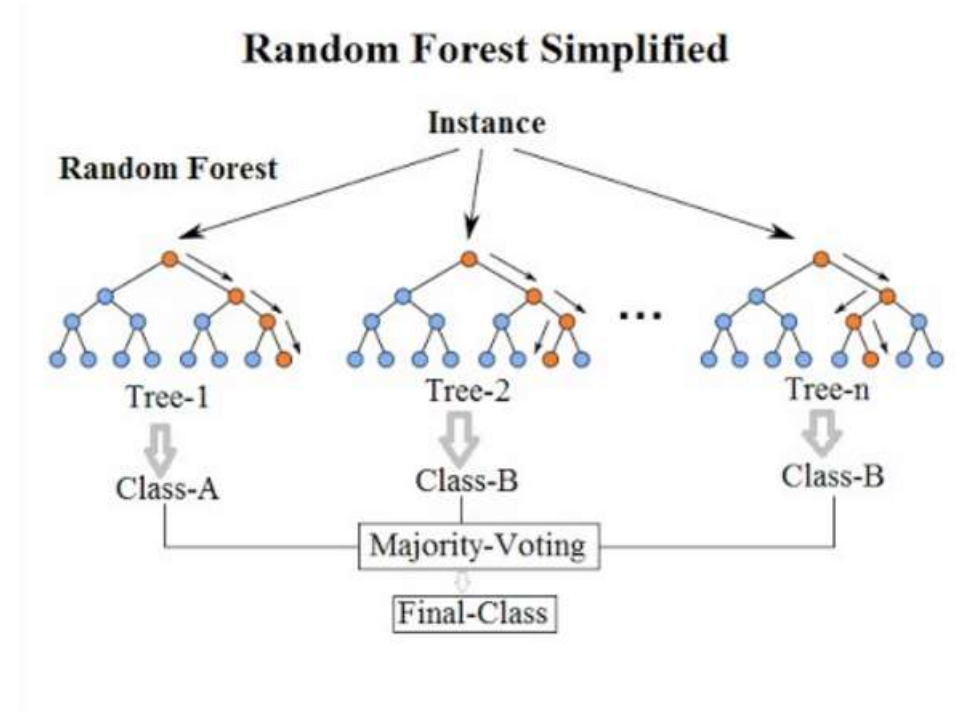 Random Forest Simplified
Instance
Random Forest
...
Tree-1
Tree-2
Tree-n
Class-A
Class-B
Class-B
Majority-Voting
Final-Class